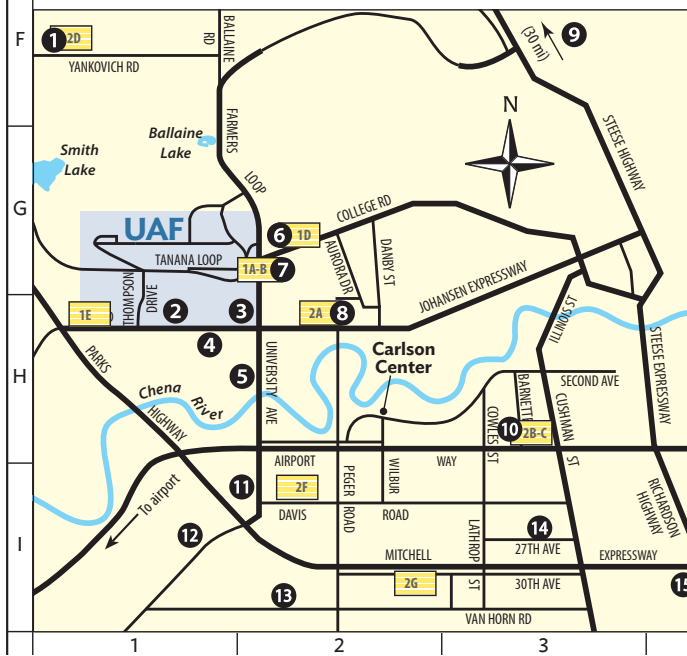 F
1
2D
RD
BALLAINE
YANKOVICH RD
9
(30 mi)
Smith
Lake
Ballaine
Lake
FARMERS
LOOP
N
STEESE HIGHWAY
G
UAF
TANANA LOOP
6
1D
COLLEGE RD
1A-B
7
AURORA DR
DANBY ST
JOHANSEN EXPRESSWAY
1E
THOMPSON
DRIVE
2
3
2A
8
ILLINOIS ST
H
4
PARKS
HIGHWAY
Chena
River
5
UNIVERSITY AVE
Carlson
Center
SECOND AVE
STEESE EXPRESSWAY
BARNETTE
COWLES ST
10
2B-C
CUSHMAN
ST
AIRPORT
WAY
To airport
11
2F
PEGER
ROAD
WILBUR
RICHARDSON
HIGHWAY
I
12
DAVIS
ROAD
LATHROP
ST
14
27TH AVE
MITCHELL
EXPRESSWAY
2G
30TH AVE
15
13
VAN HORN RD
1
2
3